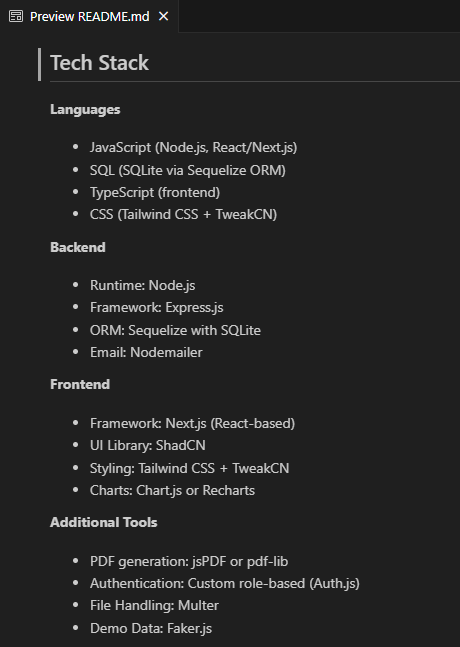 Preview README.md
Tech Stack
Languages
JavaScript (Node.js, React/Next.js)
SQL (SQLite via Sequelize ORM)
TypeScript (frontend)
CSS (Tailwind CSS + TweakCN)
Backend
Runtime: Node.js
Framework: Express.js
ORM: Sequelize with SQLite
Email: Nodemailer
Frontend
Framework: Next.js (React-based)
UI Library: ShadCN
Styling: Tailwind CSS + TweakCN
Charts: Chart.js or Recharts
Additional Tools
PDF generation: jsPDF or pdf-lib
Authentication: Custom role-based (Auth.js)
File Handling: Multer
Demo Data: Faker.js